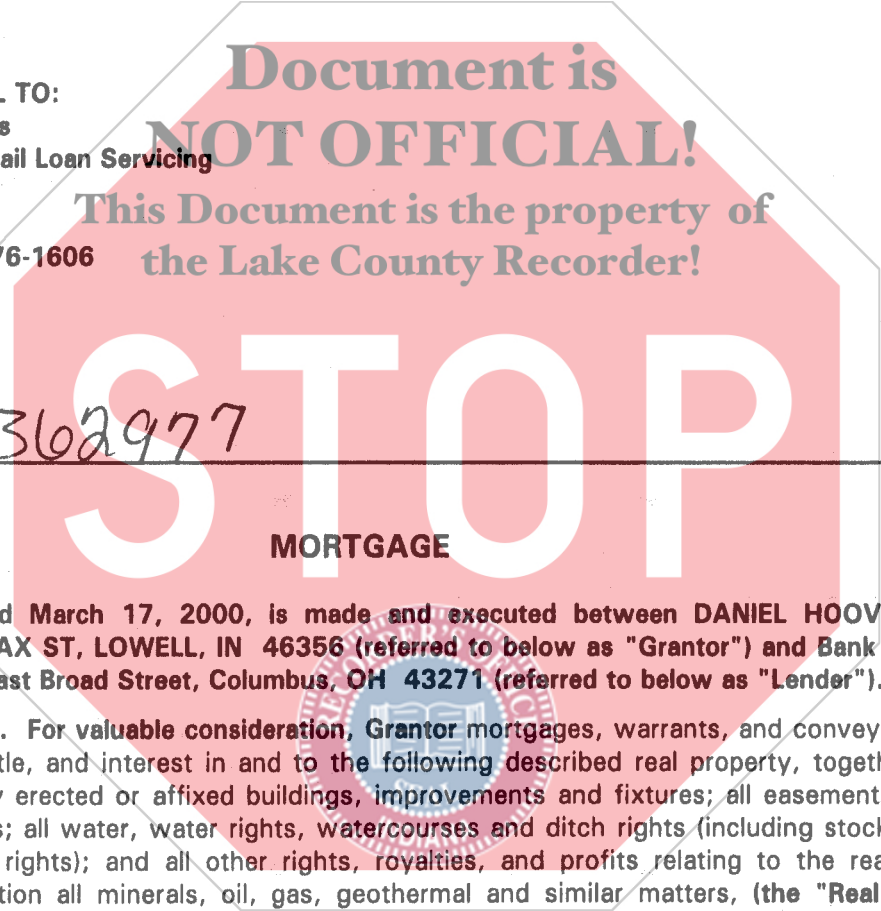 Document is
L TO:
s
NOT OFFICIAL!
ail Loan Servicing
This Document is the property of
76-1606
the Lake County Recorder!
STOP
362977
MORTGAGE
d March 17, 2000, is made and executed between DANIEL HOOV
AX ST, LOWELL, IN 46356 (referred to below as "Grantor") and Bank
ast Broad Street, Columbus, OH 43271 (referred to below as "Lender").
. For valuable consideration, Grantor mortgages, warrants, and convey
tle, and interest in and to the following described real property, togeth
y erected or affixed buildings, improvements and fixtures; all easement
s; all water, water rights, watercourses and ditch rights (including stock
rights); and all other rights, royalties, and profits relating to the rea
tion all minerals, oil, gas, geothermal and similar matters, (the "Real
SEAL
INDIANA